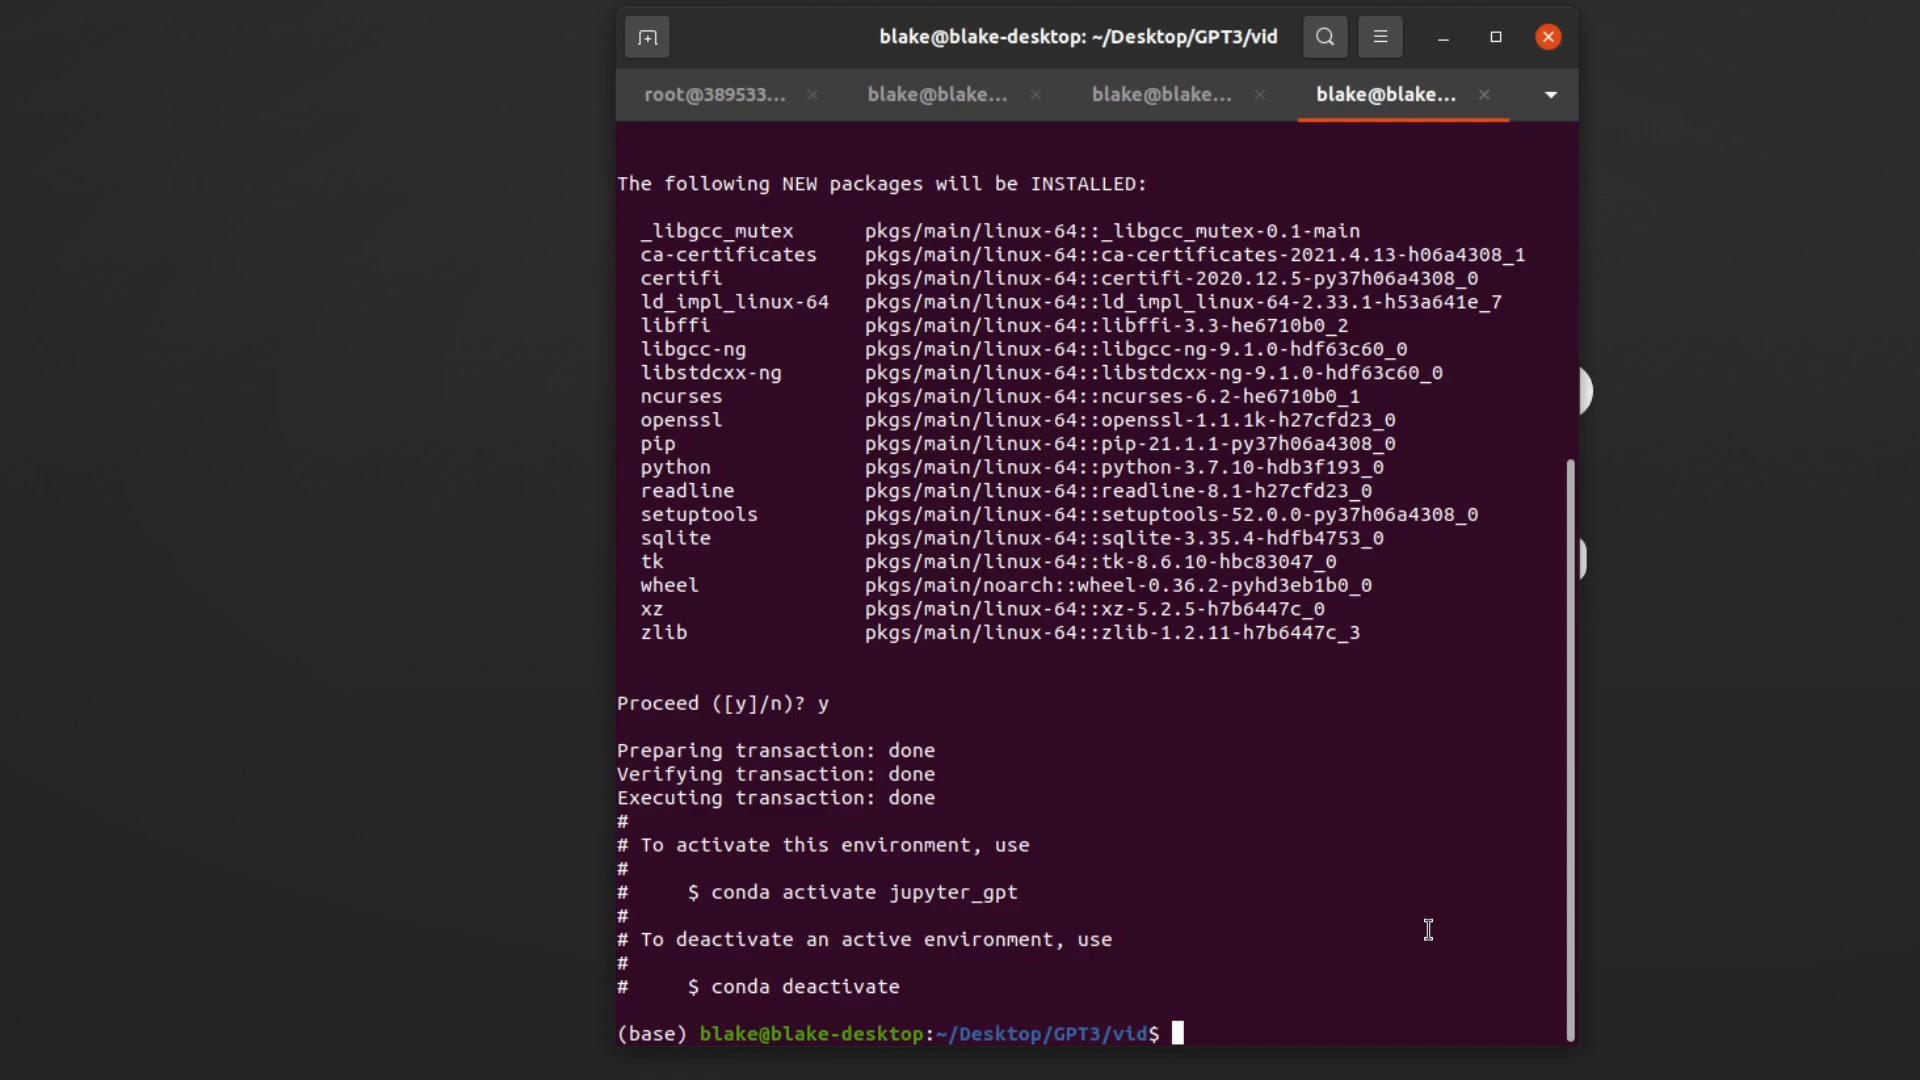 blake@blake-desktop: ~/Desktop/GPT3/vid
root@389533... blake@blake... blake@blake... blake@blake...
The following NEW packages will be INSTALLED:
_libgcc_mutex pkgs/main/linux-64::_libgcc_mutex-0.1-main
ca-certificates pkgs/main/linux-64::ca-certificates-2021.4.13-h06a4308_1
certifi pkgs/main/linux-64::certifi-2020.12.5-py37h06a4308_0
ld_impl_linux-64 pkgs/main/linux-64::ld_impl_linux-64-2.33.1-h53a641e_7
libffi pkgs/main/linux-64::libffi-3.3-he6710b0_2
libgcc-ng pkgs/main/linux-64::libgcc-ng-9.1.0-hdf63c60_0
libstdcxx-ng pkgs/main/linux-64::libstdcxx-ng-9.1.0-hdf63c60_0
ncurses pkgs/main/linux-64::ncurses-6.2-he6710b0_1
openssl pkgs/main/linux-64::openssl-1.1.1k-h27cfd23_0
pip pkgs/main/linux-64::pip-21.1.1-py37h06a4308_0
python pkgs/main/linux-64::python-3.7.10-hdb3f193_0
readline pkgs/main/linux-64::readline-8.1-h27cfd23_0
setuptools pkgs/main/linux-64::setuptools-52.0.0-py37h06a4308_0
sqlite pkgs/main/linux-64::sqlite-3.35.4-hdfb4753_0
tk pkgs/main/linux-64::tk-8.6.10-hbc83047_0
wheel pkgs/main/noarch::wheel-0.36.2-pyhd3eb1b0_0
xz pkgs/main/linux-64::xz-5.2.5-h7b6447c_0
zlib pkgs/main/linux-64::zlib-1.2.11-h7b6447c_3
Proceed ([y]/n)? y
Preparing transaction: done
Verifying transaction: done
Executing transaction: done
#
# To activate this environment, use
#
# $ conda activate jupyter_gpt
#
# To deactivate an active environment, use
#
# $ conda deactivate
(base) blake@blake-desktop:~/Desktop/GPT3/vid$